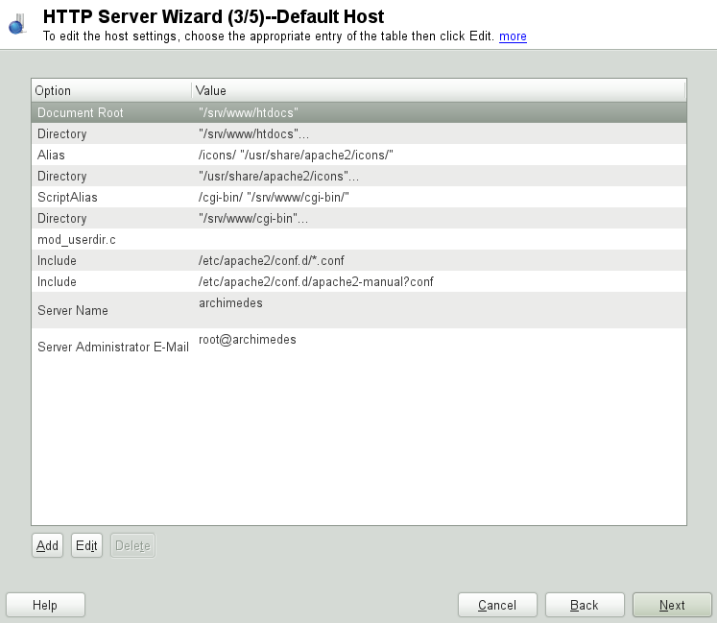 HTTP Server Wizard (3/5)--Default Host
To edit the host settings, choose the appropriate entry of the table then click Edit. more
Option Value
Document Root "/srv/www/htdocs"
Directory "/srv/www/htdocs"...
Alias /icons/ "/usr/share/apache2/icons/"
Directory "/usr/share/apache2/icons"...
ScriptAlias /cgi-bin/ "/srv/www/cgi-bin/"
Directory "/srv/www/cgi-bin"...
mod_userdir.c
Include /etc/apache2/conf.d/*.conf
Include /etc/apache2/conf.d/apache2-manual?conf
Server Name archimedes
Server Administrator E-Mail root@archimedes
Add Edit Delete
Help Cancel Back Next